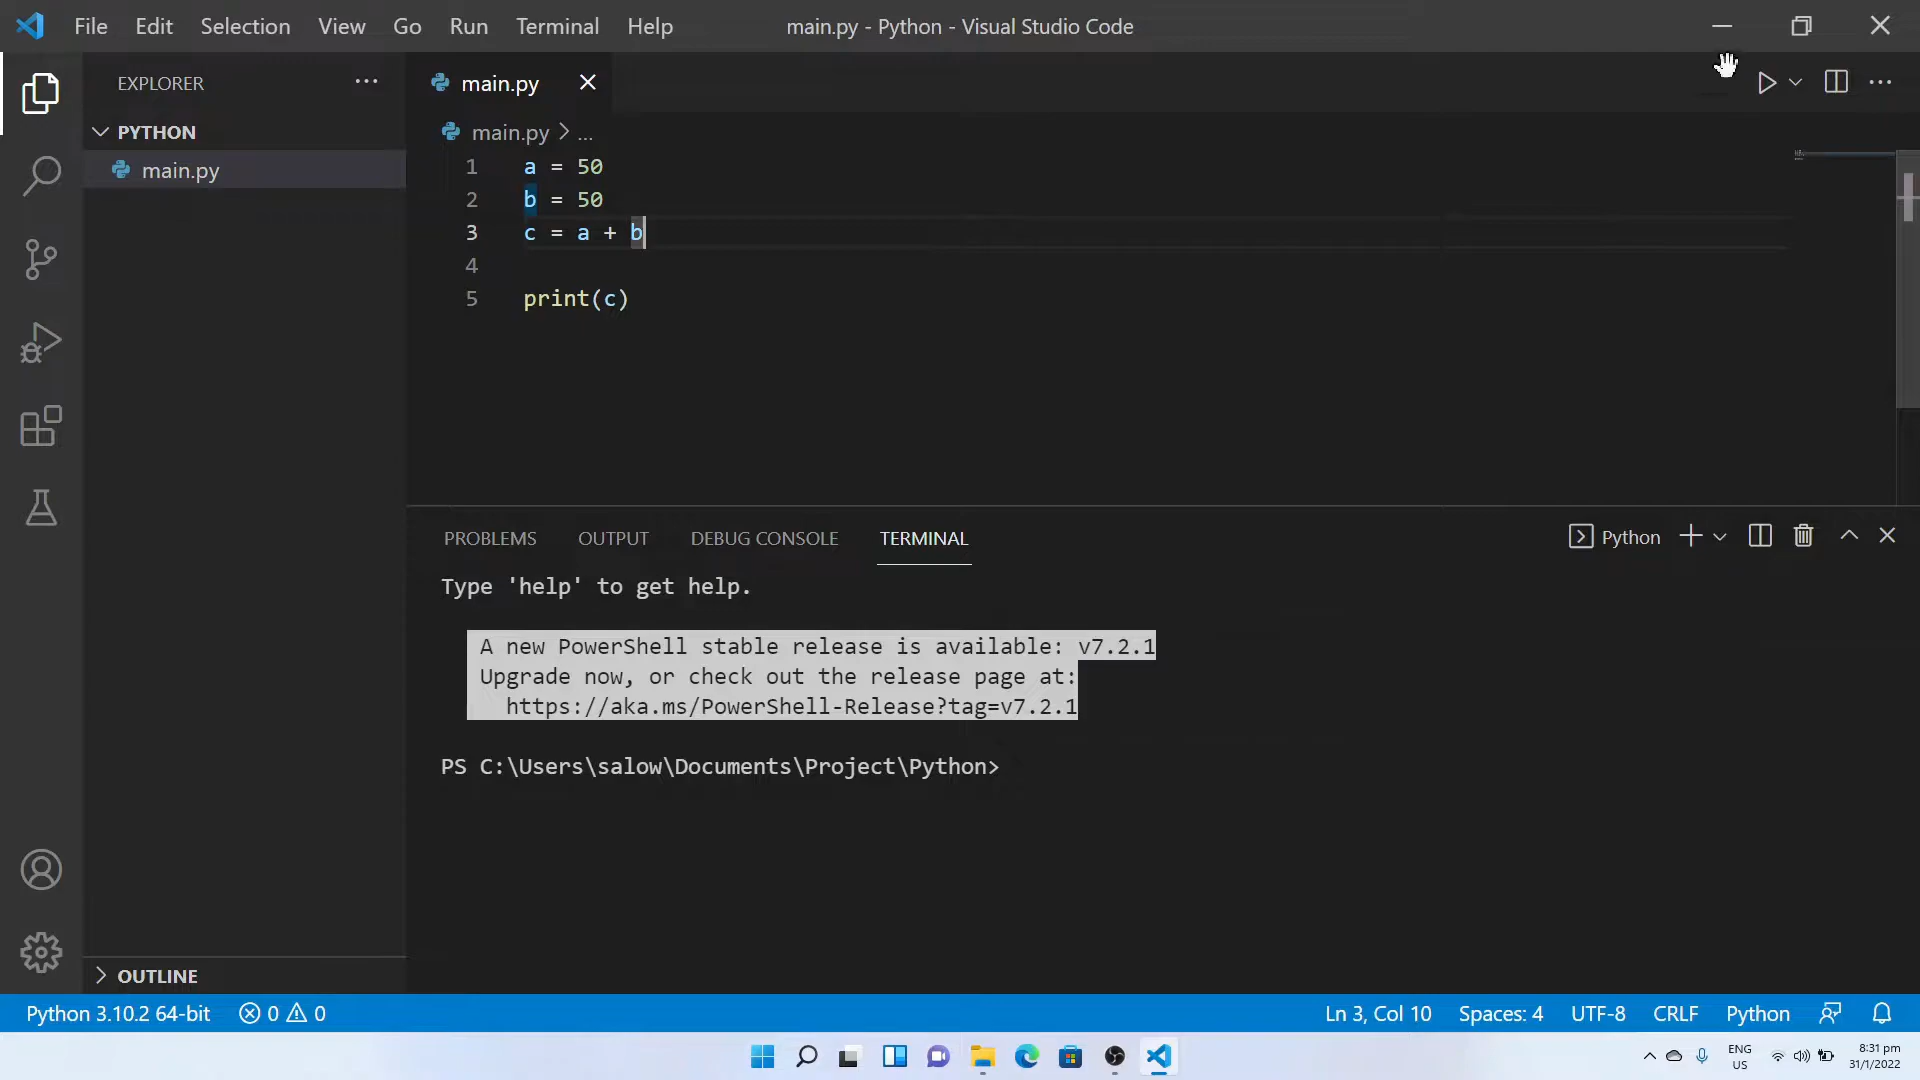 File Edit Selection View Go Run Terminal Help main.py - Python - Visual Studio Code
EXPLORER
PYTHON
main.py
OUTLINE
main.py
main.py > ...
1 a = 50
2 b = 50
3 c = a + b
4
5 print(c)
PROBLEMS OUTPUT DEBUG CONSOLE TERMINAL Python
Type 'help' to get help.
A new PowerShell stable release is available: v7.2.1
Upgrade now, or check out the release page at:
https://aka.ms/PowerShell-Release?tag=v7.2.1
PS C:\Users\salow\Documents\Project\Python>
Python 3.10.2 64-bit 0 0 Ln 3, Col 10 Spaces: 4 UTF-8 CRLF Python
ENG
US
8:31 pm
31/1/2022